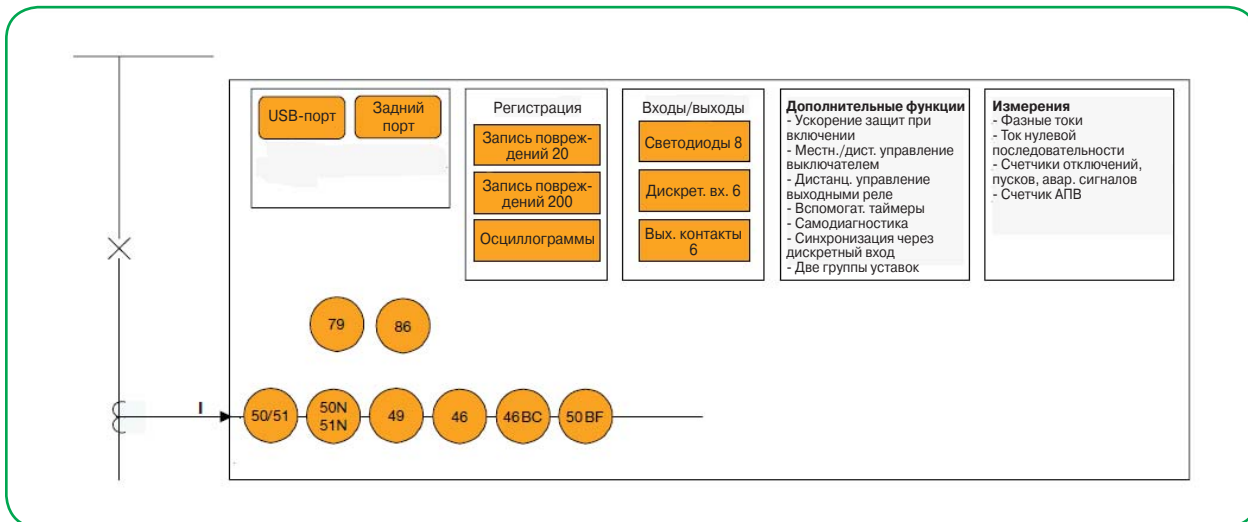 USB-порт
Задний
порт
Регистрация
Запись повреж-
дений 20
Запись повреж-
дений 200
Осциллограммы
Входы/выходы
Светодиоды 8
Дискрет. вх. 6
Вых. контакты
6
Дополнительные функции
- Ускорение защит при
включении
- Местн./дист. управление
выключателем
- Дистанц. управление
выходными реле
- Вспомогат. таймеры
- Самодиагностика
- Синхронизация через
дискретный вход
- Две группы уставок
Измерения
- Фазные токи
- Ток нулевой
последовательности
- Счетчики отключений,
пусков, авар. сигналов
- Счетчик АПВ
79
86
I
50/51
50N
51N
49
46
46BC
50BF